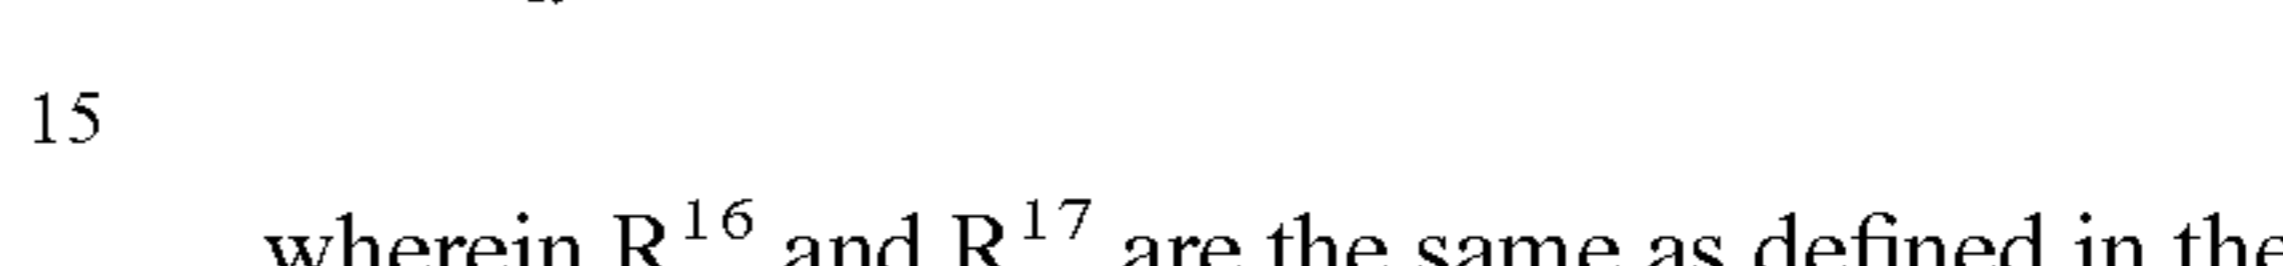 15
wherein R¹⁶ and R¹⁷ are the same as defined in the